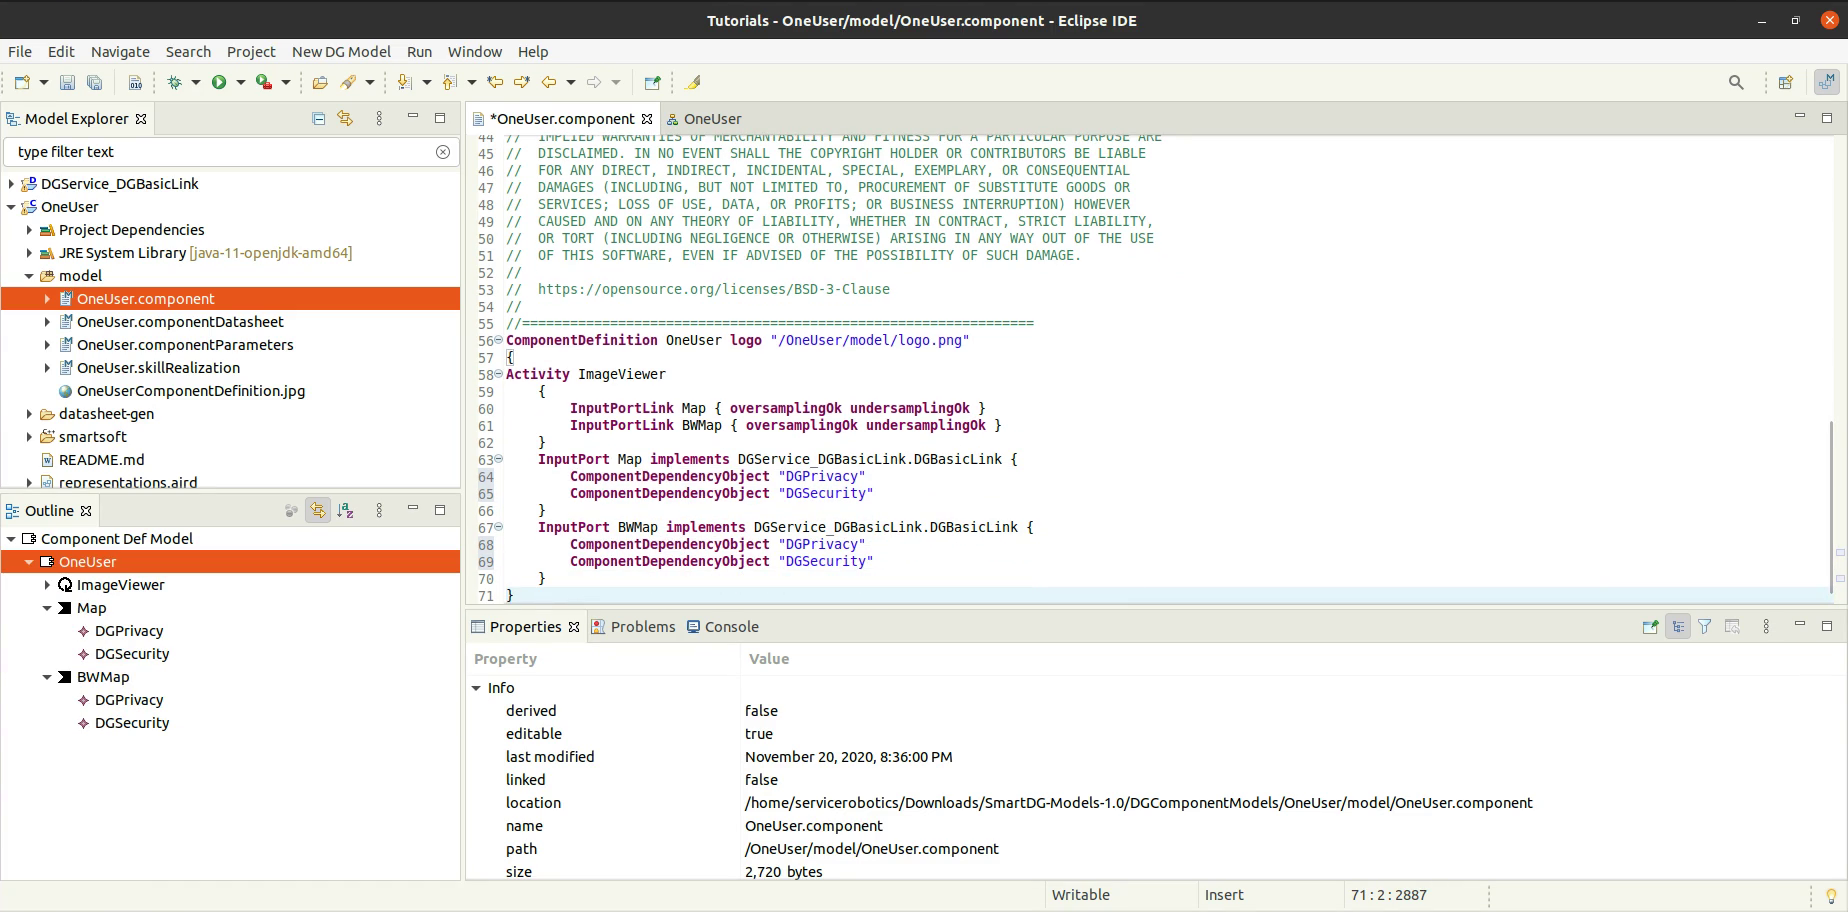 Tutorials - OneUser/model/OneUser.component - Eclipse IDE
File Edit Navigate Search Project New DG Model Run Window Help
Model Explorer
type filter text
DGService_DGBasicLink
OneUser
Project Dependencies
JRE System Library [java-11-openjdk-amd64]
model
OneUser.component
OneUser.componentDatasheet
OneUser.componentParameters
OneUser.skillRealization
OneUserComponentDefinition.jpg
datasheet-gen
smartsoft
README.md
representations.aird
Outline
Component Def Model
OneUser
ImageViewer
Map
DGPrivacy
DGSecurity
BWMap
DGPrivacy
DGSecurity
*OneUser.component OneUser
44 // IMPLIED WARRANTIES OF MERCHANTABILITY AND FITNESS FOR A PARTICULAR PURPOSE ARE
45 // DISCLAIMED. IN NO EVENT SHALL THE COPYRIGHT HOLDER OR CONTRIBUTORS BE LIABLE
46 // FOR ANY DIRECT, INDIRECT, INCIDENTAL, SPECIAL, EXEMPLARY, OR CONSEQUENTIAL
47 // DAMAGES (INCLUDING, BUT NOT LIMITED TO, PROCUREMENT OF SUBSTITUTE GOODS OR
48 // SERVICES; LOSS OF USE, DATA, OR PROFITS; OR BUSINESS INTERRUPTION) HOWEVER
49 // CAUSED AND ON ANY THEORY OF LIABILITY, WHETHER IN CONTRACT, STRICT LIABILITY,
50 // OR TORT (INCLUDING NEGLIGENCE OR OTHERWISE) ARISING IN ANY WAY OUT OF THE USE
51 // OF THIS SOFTWARE, EVEN IF ADVISED OF THE POSSIBILITY OF SUCH DAMAGE.
52 //
53 // https://opensource.org/licenses/BSD-3-Clause
54 //
55 //================================================================
56 ComponentDefinition OneUser logo "/OneUser/model/logo.png"
57 {
58 Activity ImageViewer
59 {
60 InputPortLink Map { oversamplingOk undersamplingOk }
61 InputPortLink BWMap { oversamplingOk undersamplingOk }
62 }
63 InputPort Map implements DGService_DGBasicLink.DGBasicLink {
64 ComponentDependencyObject "DGPrivacy"
65 ComponentDependencyObject "DGSecurity"
66 }
67 InputPort BWMap implements DGService_DGBasicLink.DGBasicLink {
68 ComponentDependencyObject "DGPrivacy"
69 ComponentDependencyObject "DGSecurity"
70 }
71 }
Properties Problems Console
Property Value
Info
derived false
editable true
last modified November 20, 2020, 8:36:00 PM
linked false
location /home/servicerobotics/Downloads/SmartDG-Models-1.0/DGComponentModels/OneUser/model/OneUser.component
name OneUser.component
path /OneUser/model/OneUser.component
size 2,720 bytes
Writable Insert 71 : 2 : 2887